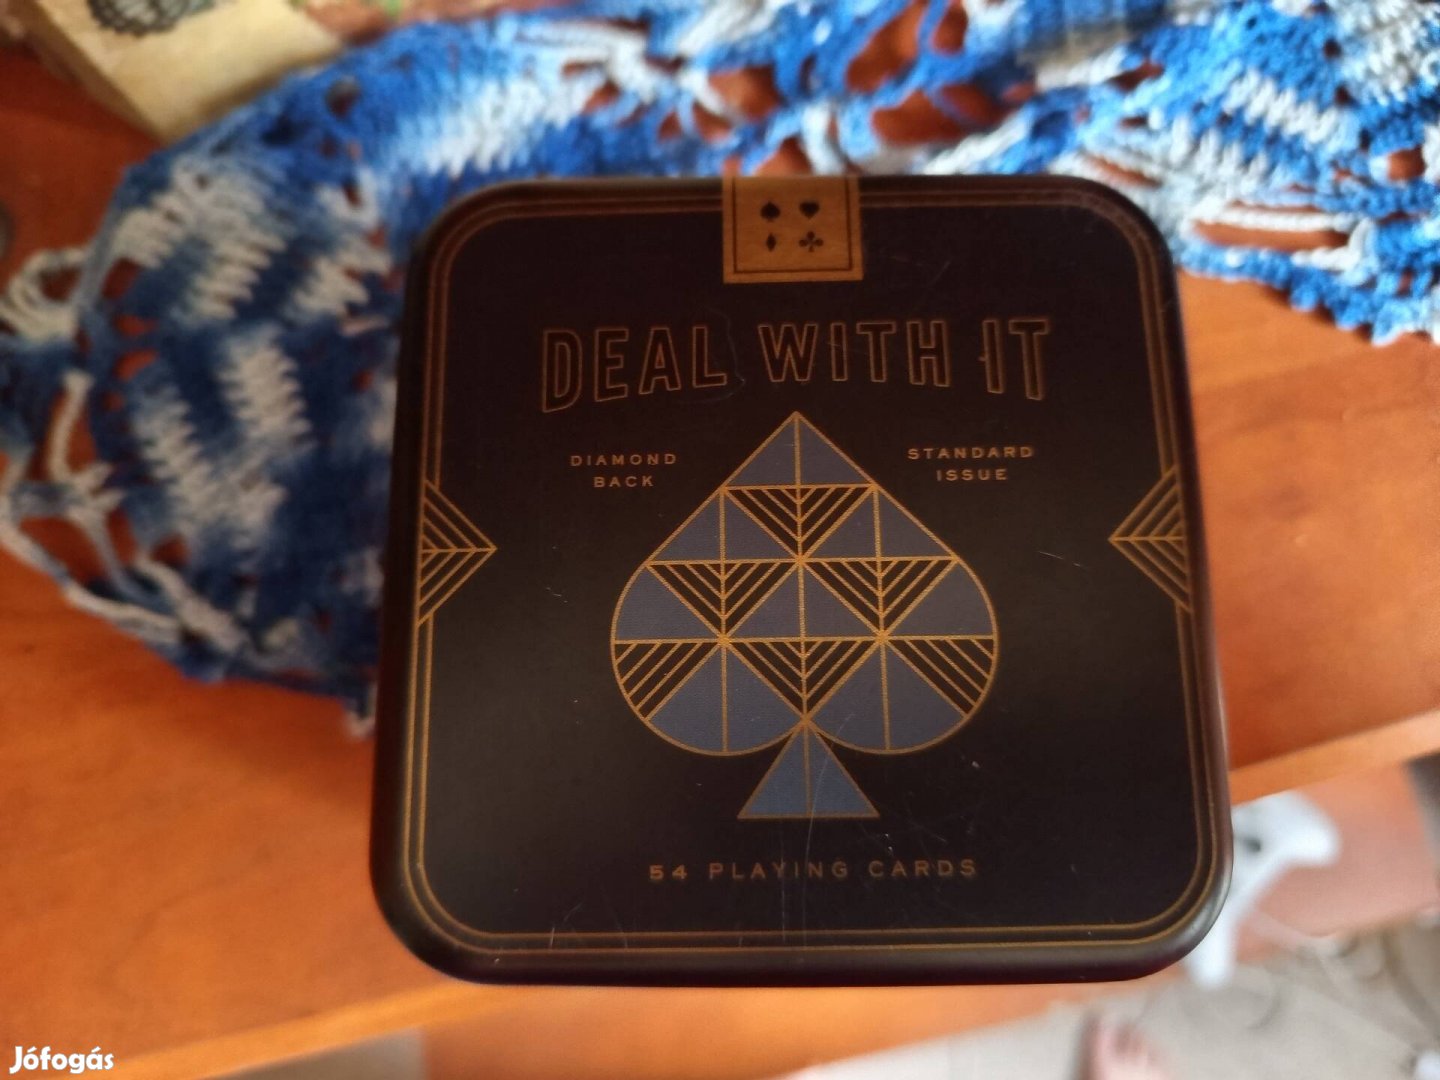 DEAL WITH IT
DIAMOND
BACK
STANDARD
ISSUE
54 PLAYING CARDS
Jófogás